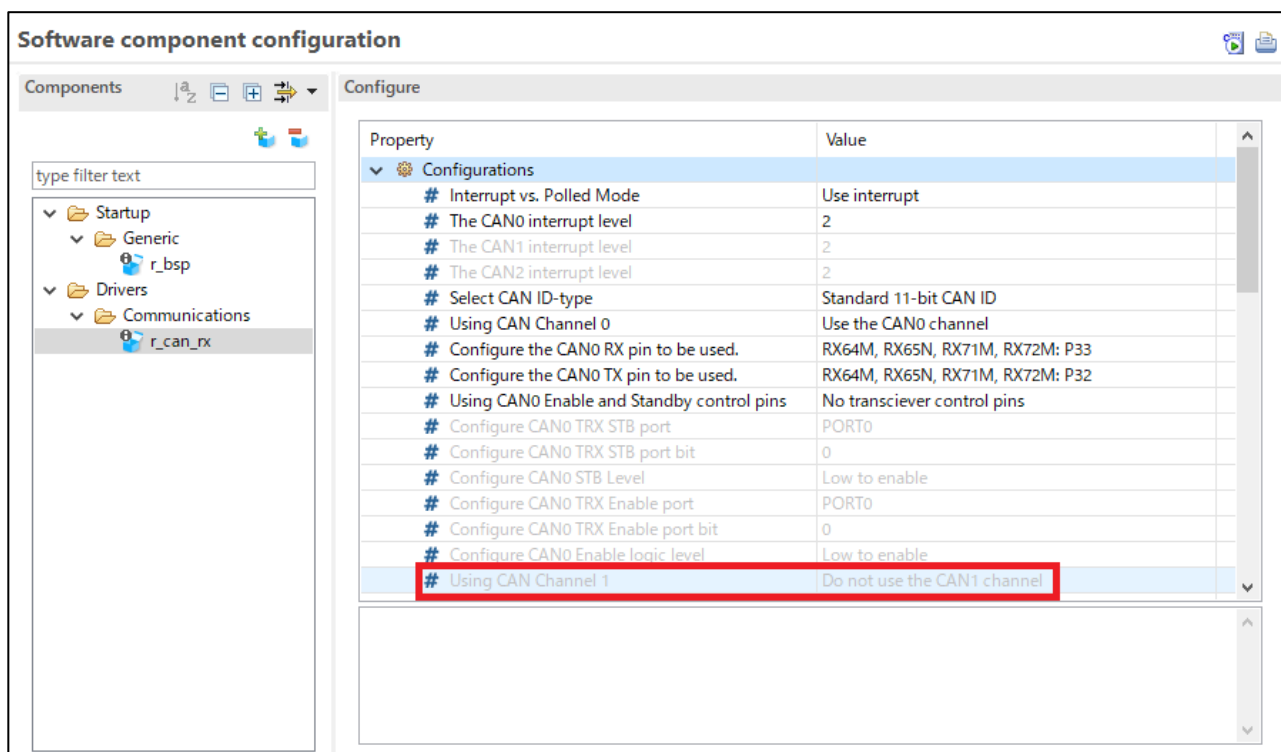 Software component configuration
Components
Configure
type filter text
Startup
Generic
r_bsp
Drivers
Communications
r_can_rx
Property Value
Configurations
# Interrupt vs. Polled Mode Use interrupt
# The CAN0 interrupt level 2
# The CAN1 interrupt level 2
# The CAN2 interrupt level 2
# Select CAN ID-type Standard 11-bit CAN ID
# Using CAN Channel 0 Use the CAN0 channel
# Configure the CAN0 RX pin to be used. RX64M, RX65N, RX71M, RX72M: P33
# Configure the CAN0 TX pin to be used. RX64M, RX65N, RX71M, RX72M: P32
# Using CAN0 Enable and Standby control pins No transciever control pins
# Configure CAN0 TRX STB port PORT0
# Configure CAN0 TRX STB port bit 0
# Configure CAN0 STB Level Low to enable
# Configure CAN0 TRX Enable port PORT0
# Configure CAN0 TRX Enable port bit 0
# Configure CAN0 Enable logic level Low to enable
# Using CAN Channel 1 Do not use the CAN1 channel